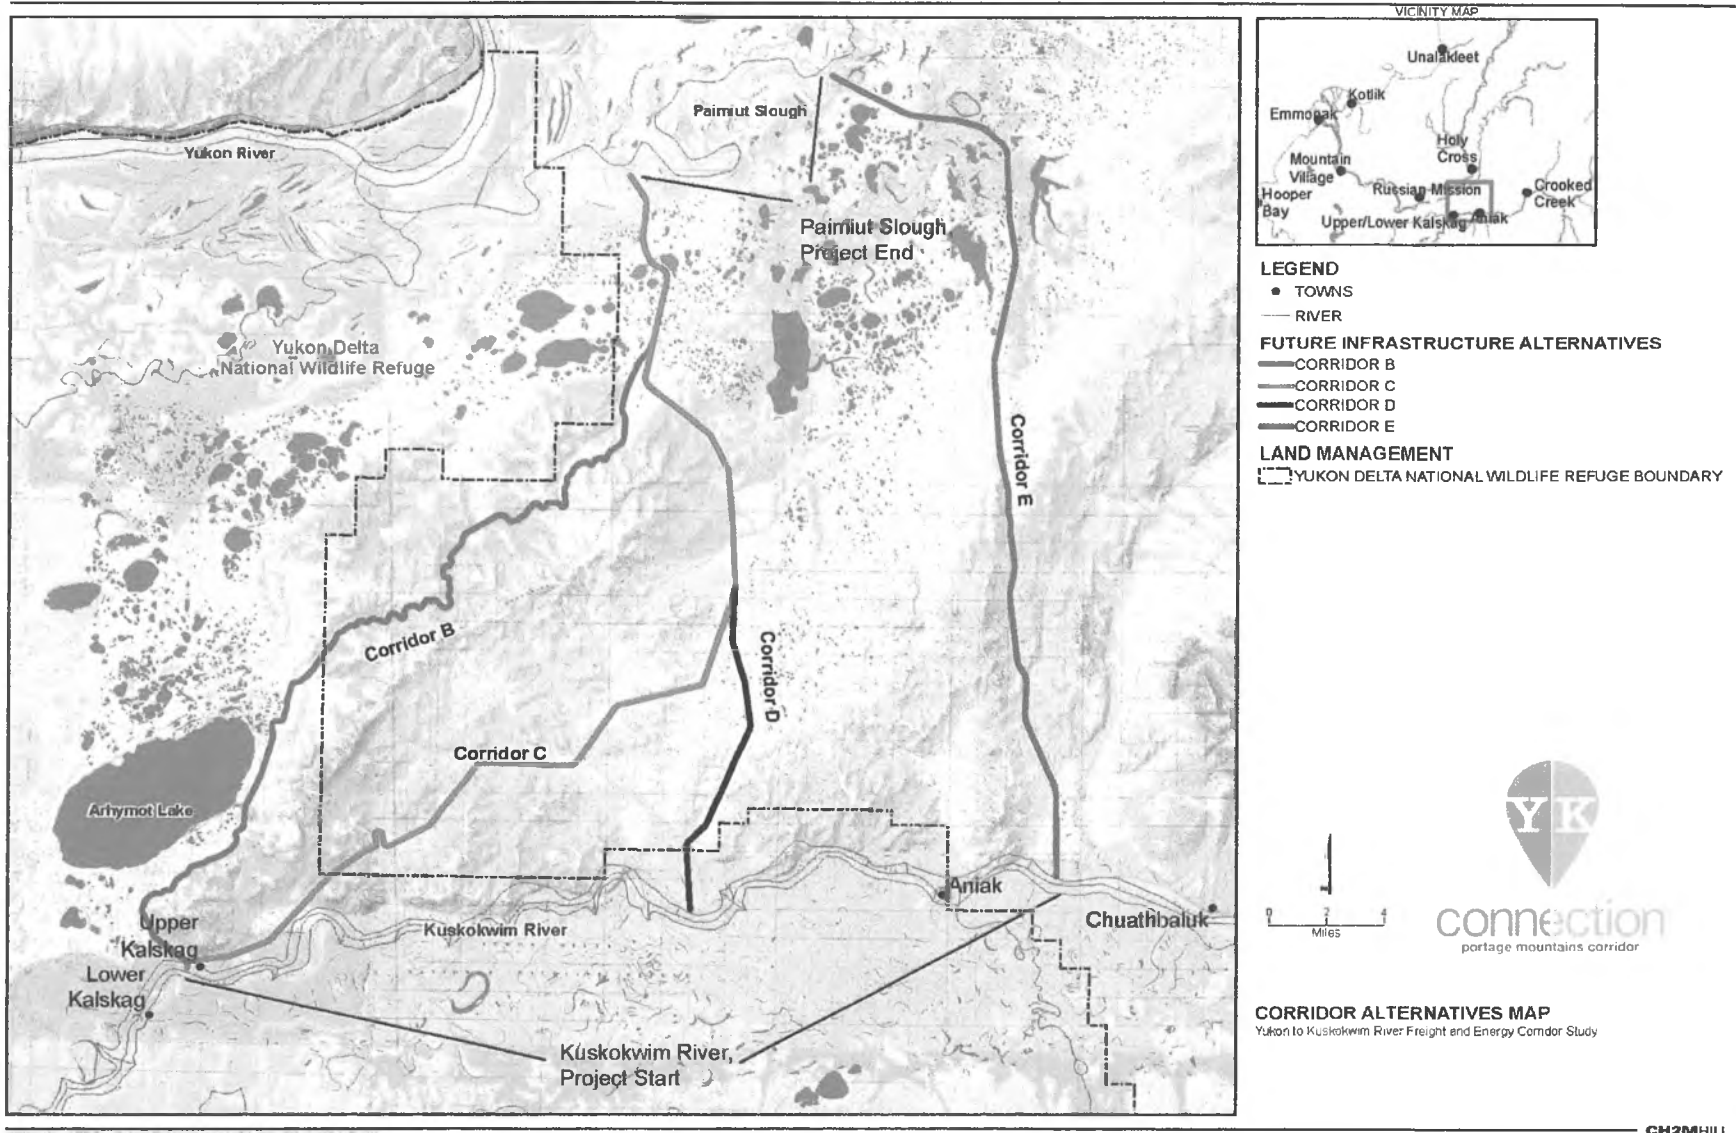 VICINITY MAP
Unalakleet
Kotlik
Emmonak
Holy
Cross
Mountain
Village
Russian Mission
Crooked
Creek
Hooper
Bay
Upper/Lower Kalskag
Aniak
Paimiut Slough
Yukon River
Paimiut Slough
Project End
Yukon Delta
National Wildlife Refuge
Corridor E
Corridor B
Corridor D
Corridor C
Arhymot Lake
Aniak
Upper
Kalskag
Kuskokwim River
Chuathbaluk
Lower
Kalskag
Kuskokwim River,
Project Start
LEGEND
TOWNS
RIVER
FUTURE INFRASTRUCTURE ALTERNATIVES
CORRIDOR B
CORRIDOR C
CORRIDOR D
CORRIDOR E
LAND MANAGEMENT
YUKON DELTA NATIONAL WILDLIFE REFUGE BOUNDARY
Y K
connection
portage mountains corridor
0 2 4
Miles
CORRIDOR ALTERNATIVES MAP
Yukon to Kuskokwim River Freight and Energy Corridor Study
CH2MHILL